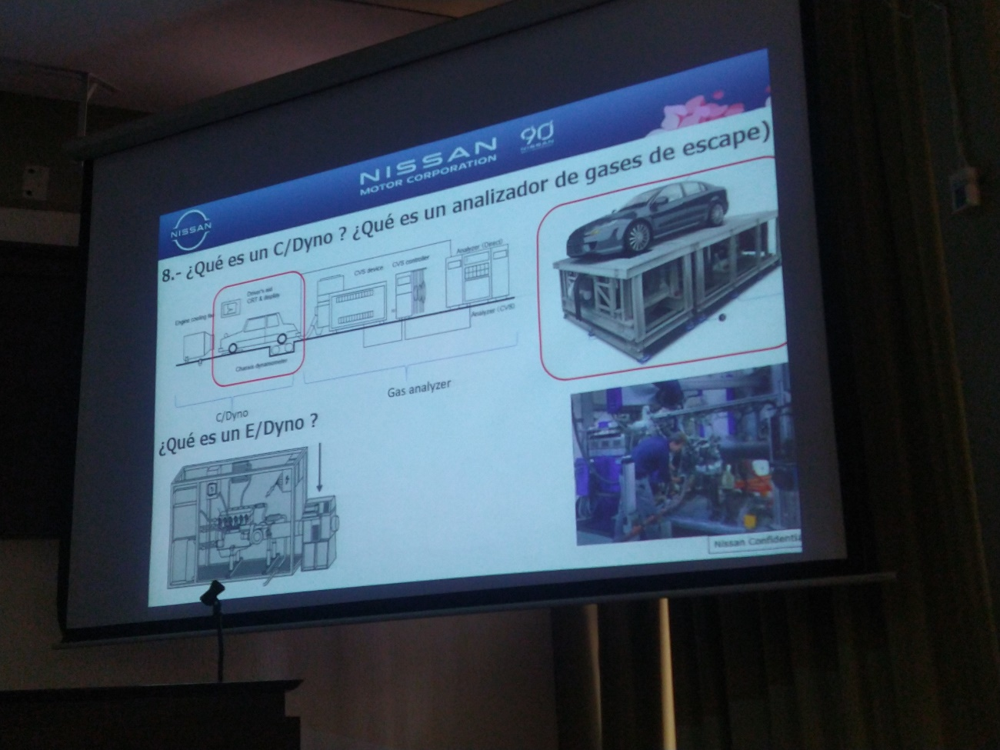 NISSAN
NISSAN
MOTOR CORPORATION
90
NISSAN
8.- ¿Qué es un C/Dyno ? ¿Qué es un analizador de gases de escape)
Engine cooling
Driver's aid
CRT & display
Chassis dynamometer
CVS device
CVS controller
Analyzer (Direct)
Analyzer (CVS)
C/Dyno
Gas analyzer
¿Qué es un E/Dyno ?
Nissan Confidentia